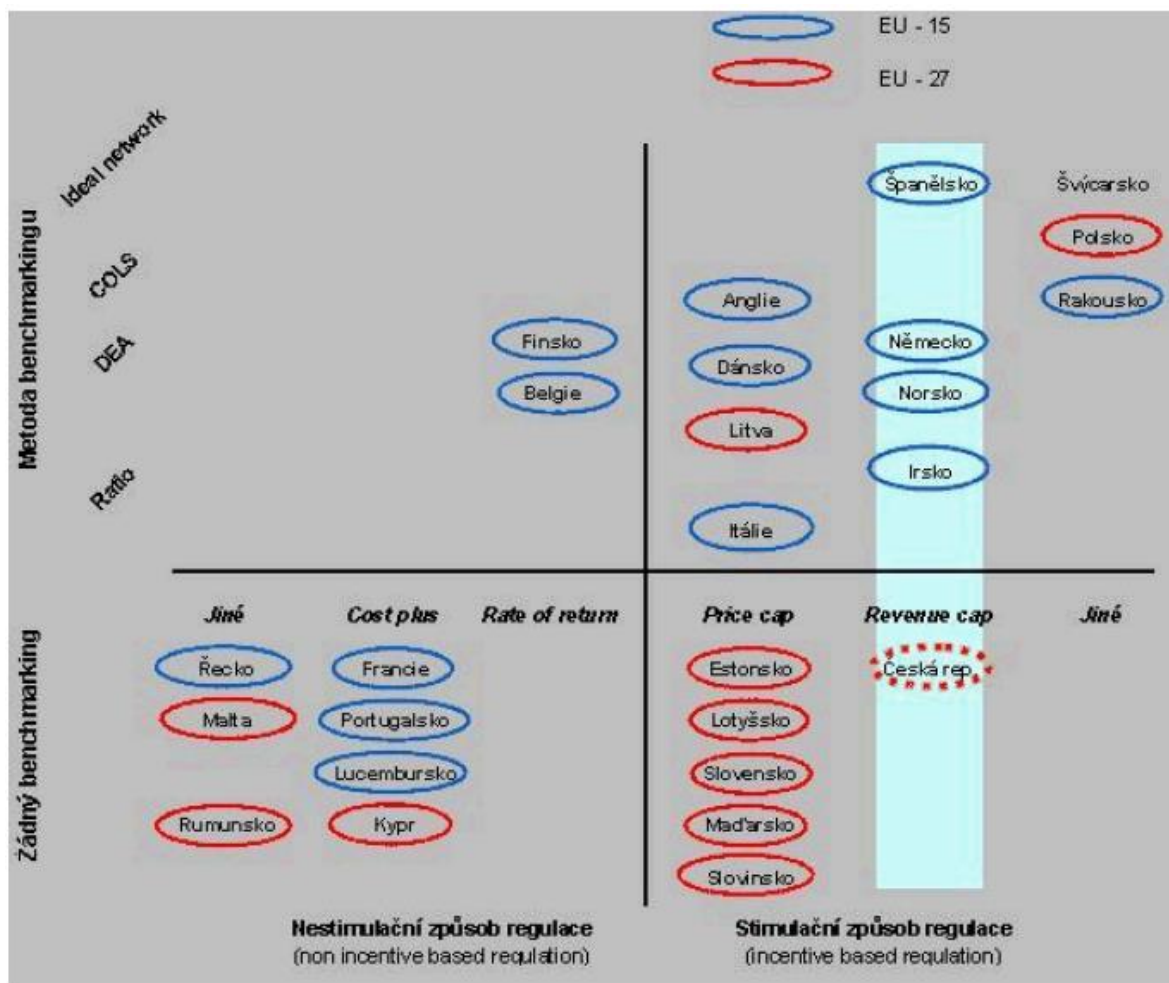 EU - 15
EU - 27
Metoda benchmarkingu
Ideal network
COLS
DEA
Ratio
Španělsko
Švýcarsko
Polsko
Anglie
Rakousko
Finsko
Německo
Dánsko
Belgie
Norsko
Litva
Irsko
Itálie
Jiné Cost plus Rate of return Price cap Revenue cap Jiné
Žádný benchmarking
Řecko Francie Estonsko Česká rep.
Malta Portugalsko Lotyšsko
Lucembursko Slovensko
Rumunsko Kypr Maďarsko
Slovinsko
Nestimulační způsob regulace
(non incentive based regulation)
Stimulační způsob regulace
(incentive based regulation)